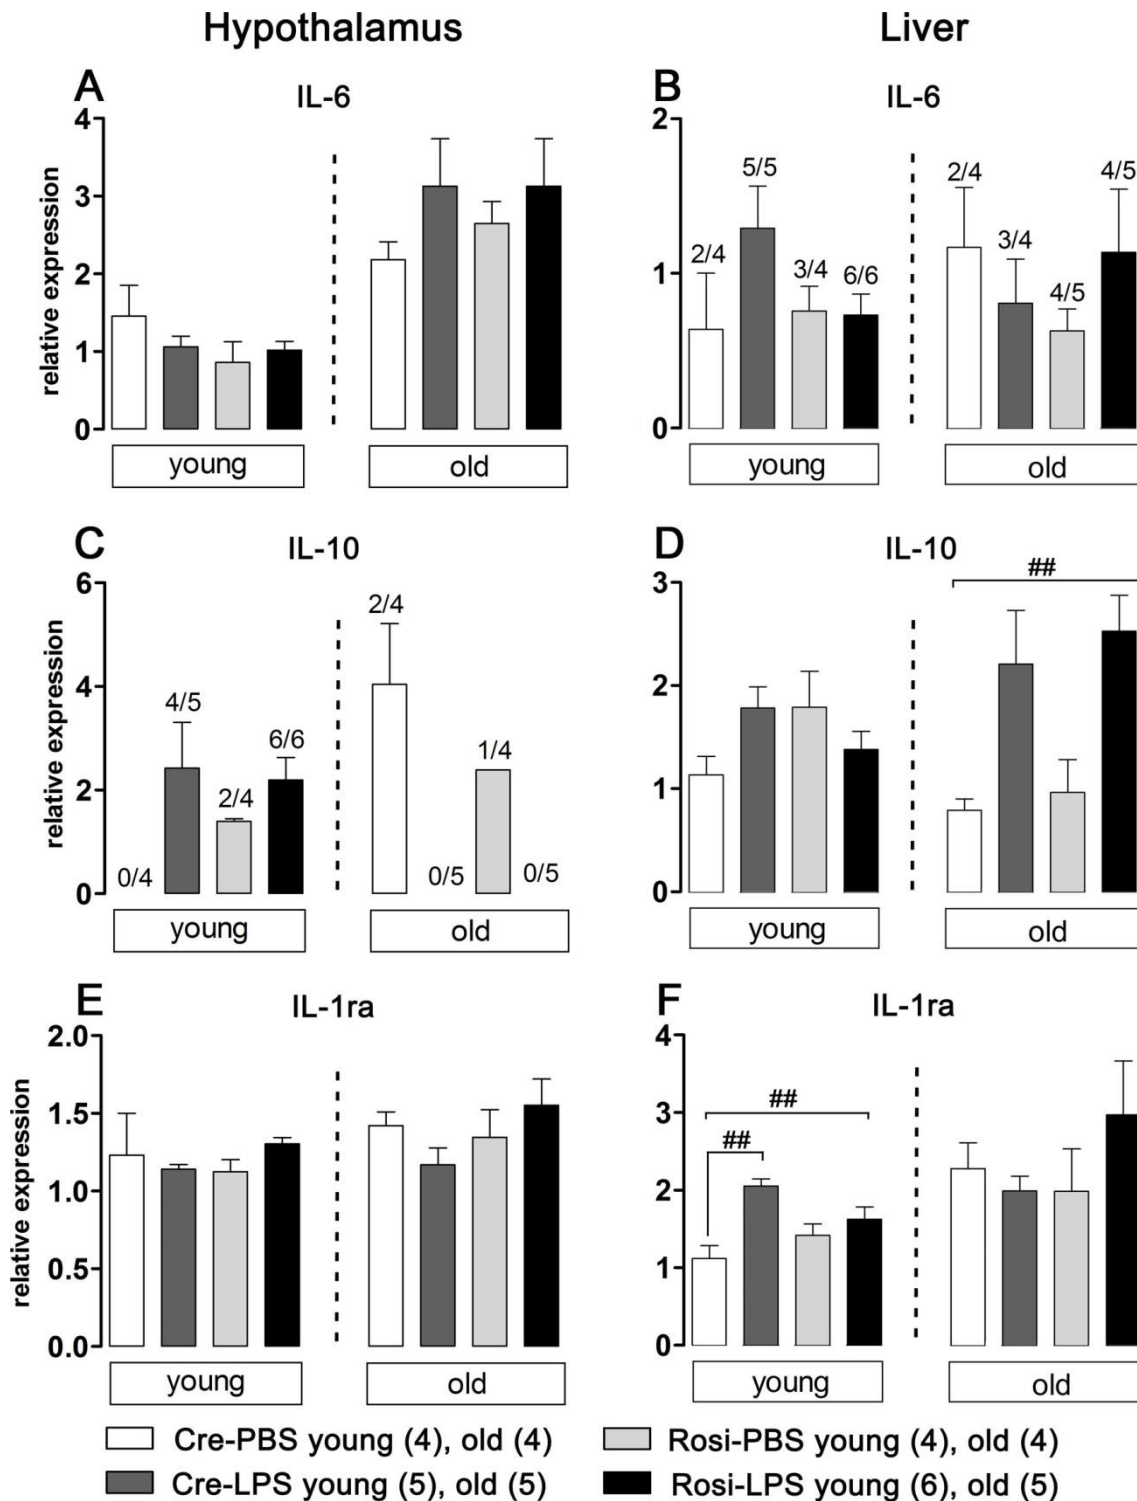 Hypothalamus
Liver
A
IL-6
relative expression
4
3
2
1
0
young
old
B
IL-6
2
1
0
2/4
5/5
3/4
6/6
2/4
3/4
4/5
4/5
young
old
C
IL-10
relative expression
6
4
2
0
0/4
4/5
2/4
6/6
2/4
0/5
1/4
0/5
young
old
D
IL-10
3
2
1
0
##
young
old
E
IL-1ra
relative expression
2.0
1.5
1.0
0.5
0.0
young
old
F
IL-1ra
4
3
2
1
0
##
##
young
old
Cre-PBS young (4), old (4)
Rosi-PBS young (4), old (4)
Cre-LPS young (5), old (5)
Rosi-LPS young (6), old (5)